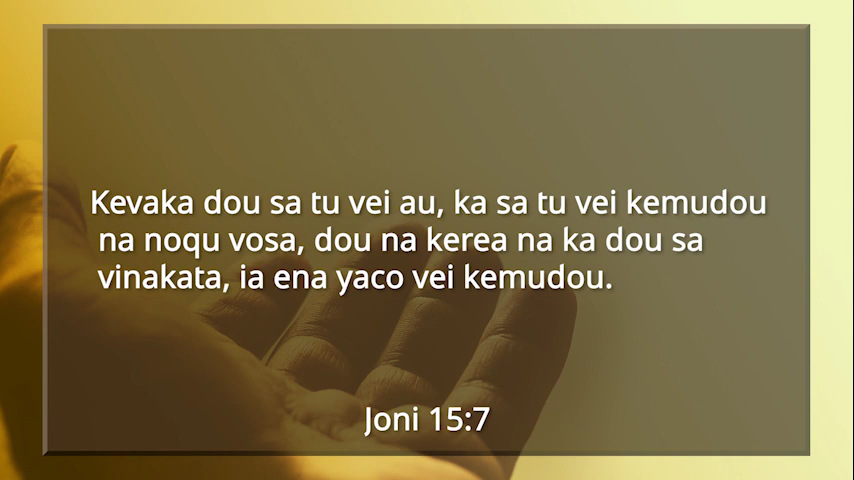 Kevaka dou sa tu vei au, ka sa tu vei kemudou
na noqu vosa, dou na kerea na ka dou sa
vinakata, ia ena yaco vei kemudou.
Joni 15:7